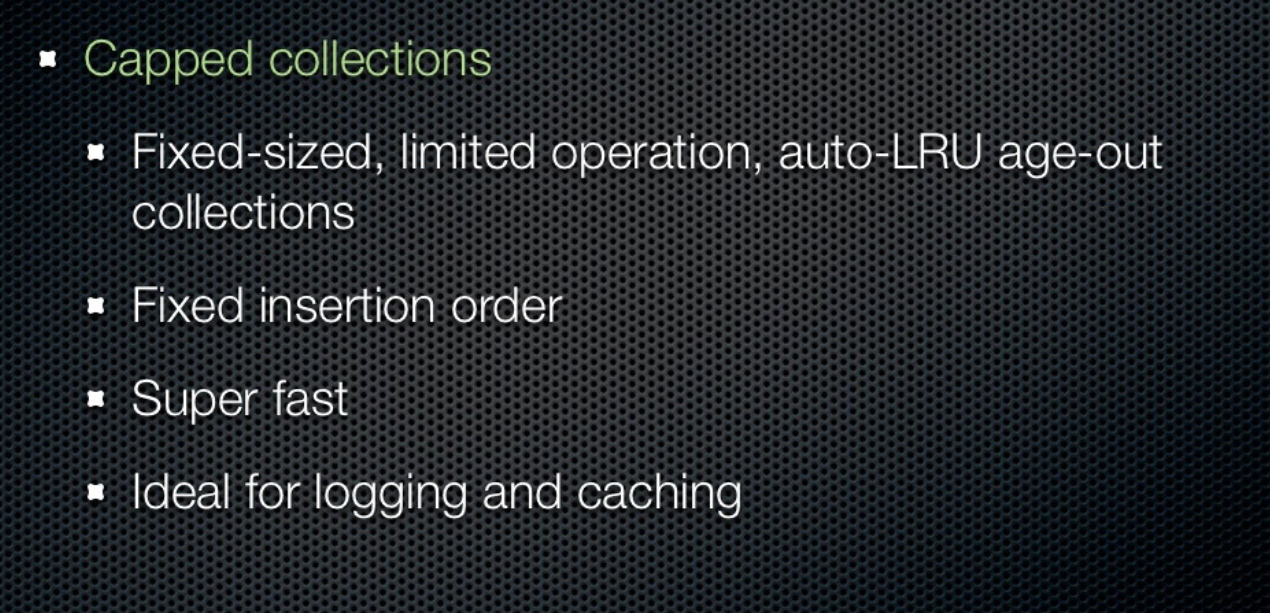 Capped collections
Fixed-sized, limited operation, auto-LRU age-out
collections
Fixed insertion order
Super fast
Ideal for logging and caching